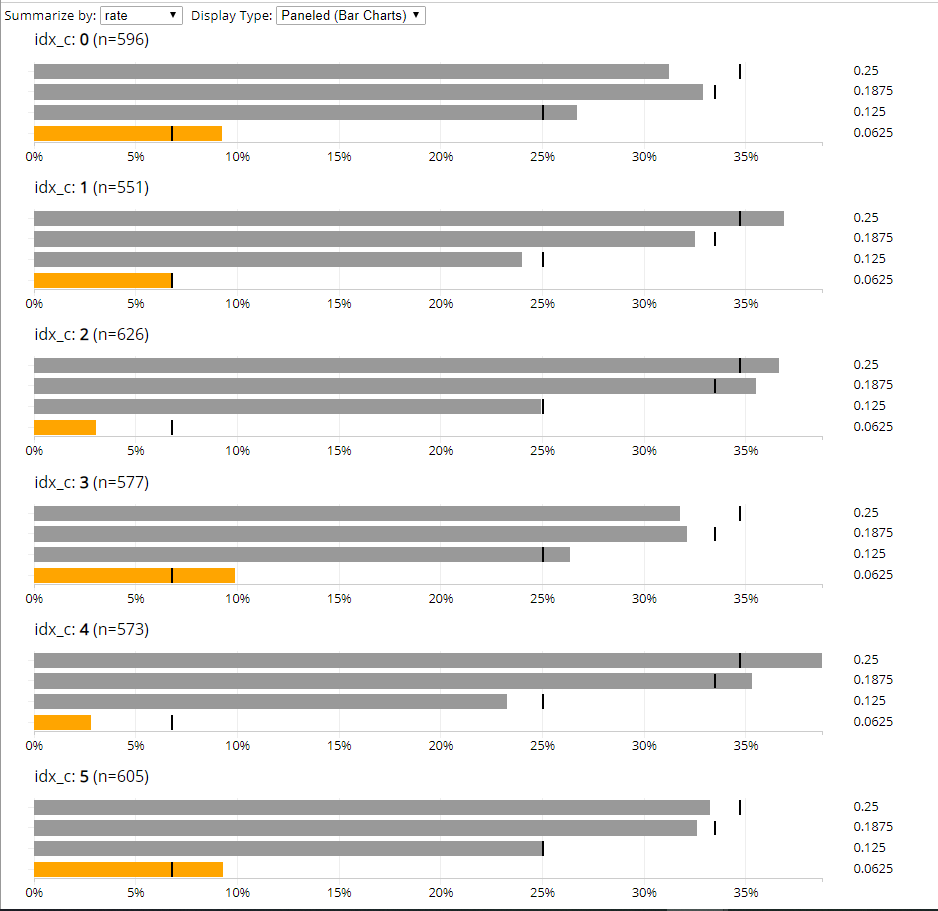 Summarize by: rate Display Type: Paneled (Bar Charts)
idx_c: 0 (n=596)
0.25
0.1875
0.125
0.0625
0% 5% 10% 15% 20% 25% 30% 35%
idx_c: 1 (n=551)
0.25
0.1875
0.125
0.0625
0% 5% 10% 15% 20% 25% 30% 35%
idx_c: 2 (n=626)
0.25
0.1875
0.125
0.0625
0% 5% 10% 15% 20% 25% 30% 35%
idx_c: 3 (n=577)
0.25
0.1875
0.125
0.0625
0% 5% 10% 15% 20% 25% 30% 35%
idx_c: 4 (n=573)
0.25
0.1875
0.125
0.0625
0% 5% 10% 15% 20% 25% 30% 35%
idx_c: 5 (n=605)
0.25
0.1875
0.125
0.0625
0% 5% 10% 15% 20% 25% 30% 35%